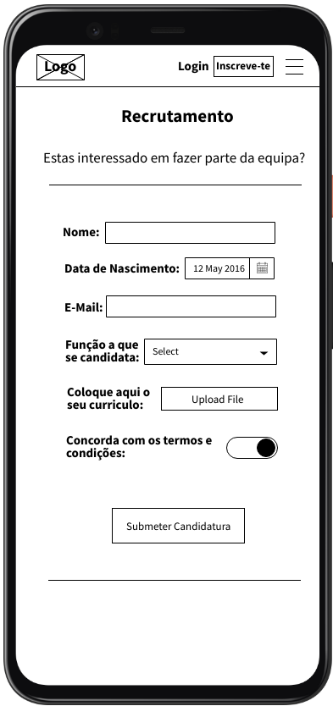 Logo Login Inscreve-te
Recrutamento
Estas interessado em fazer parte da equipa?
Nome:
Data de Nascimento: 12 May 2016
E-Mail:
Função a que
se candidata:
Select
Coloque aqui o
seu curriculo:
Upload File
Concorda com os termos e
condições:
Submeter Candidatura